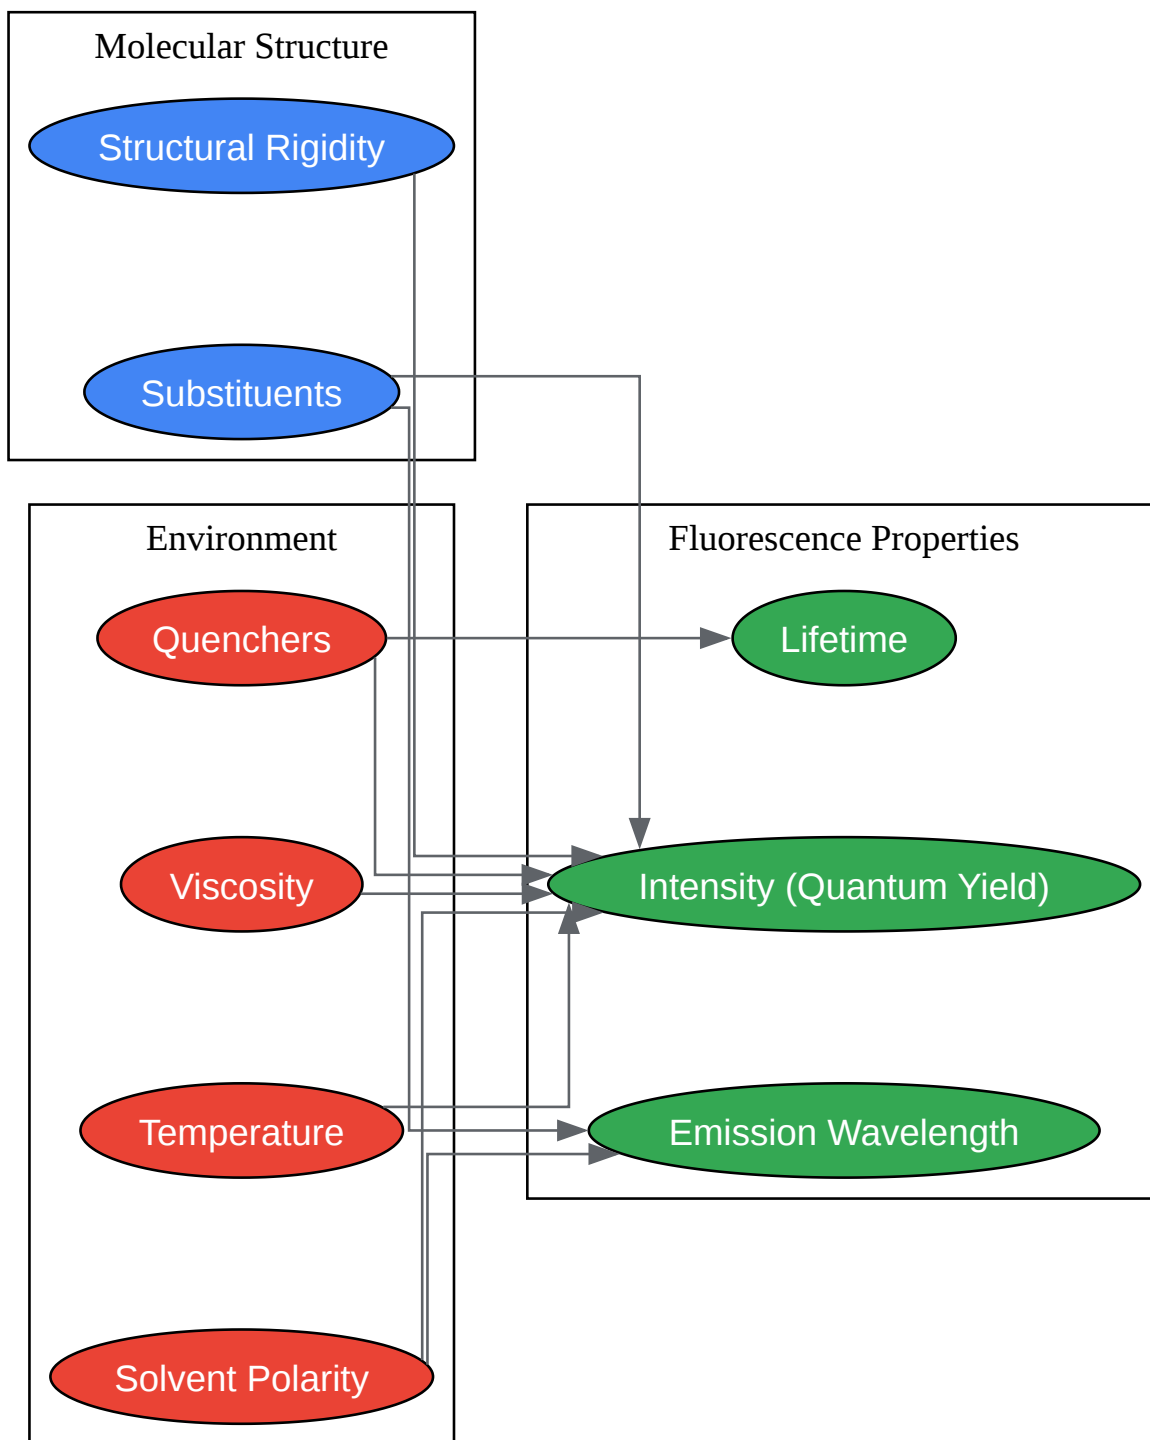 Molecular Structure
Structural Rigidity
Substituents
Environment
Quenchers
Viscosity
Temperature
Solvent Polarity
Fluorescence Properties
Lifetime
Intensity (Quantum Yield)
Emission Wavelength